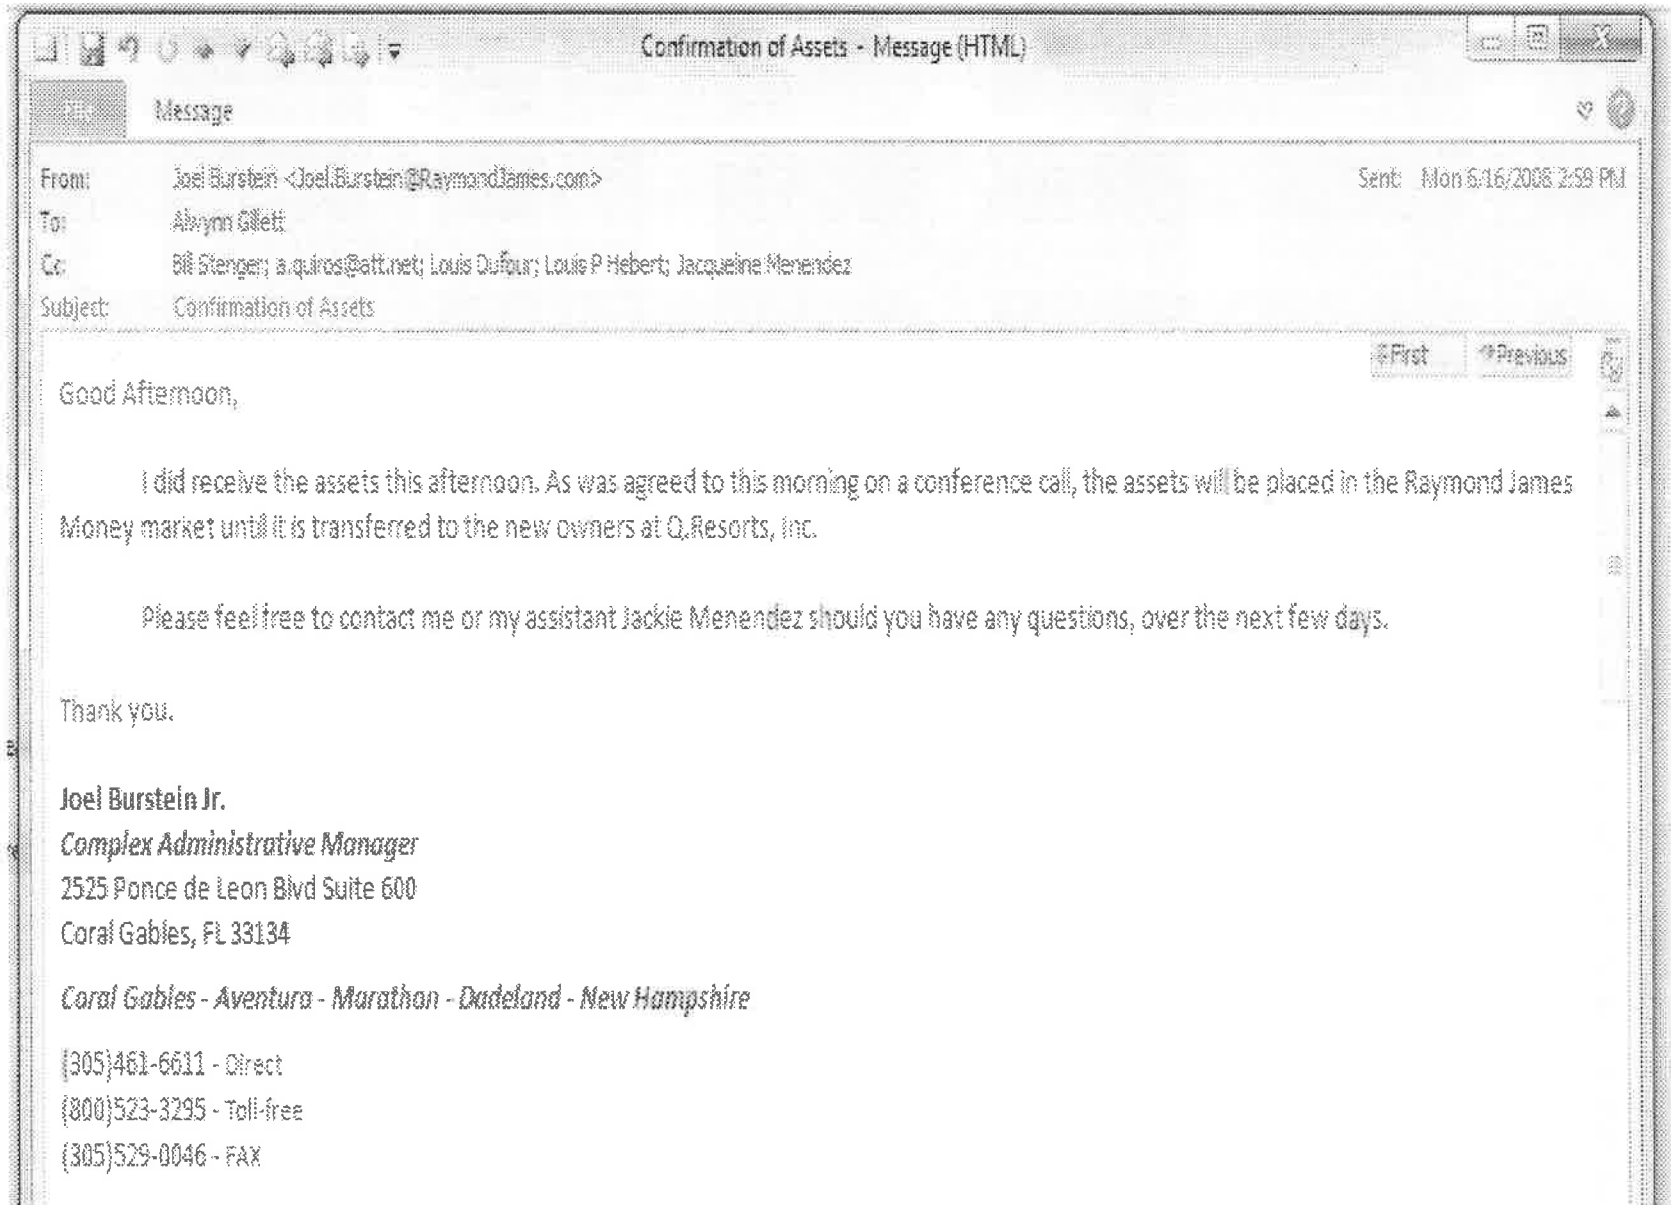 Confirmation of Assets - Message (HTML)
File Message
From: Joel Burstein <Joel.Burstein@RaymondJames.com> Sent: Mon 6/16/2008 2:59 PM
To: Alwynn Gillett
Cc: Bill Stenger; a.quiros@att.net; Louis Dufour; Louis P Hebert; Jacqueline Menendez
Subject: Confirmation of Assets
First Previous
Good Afternoon,
I did receive the assets this afternoon. As was agreed to this morning on a conference call, the assets will be placed in the Raymond James
Money market until it is transferred to the new owners at Q.Resorts, Inc.
Please feel free to contact me or my assistant Jackie Menendez should you have any questions, over the next few days.
Thank you.
Joel Burstein Jr.
Complex Administrative Manager
2525 Ponce de Leon Blvd Suite 600
Coral Gables, FL 33134
Coral Gables - Aventura - Marathon - Dadeland - New Hampshire
(305)461-6611 - Direct
(800)523-3295 - Toll-free
(305)529-0046 - FAX